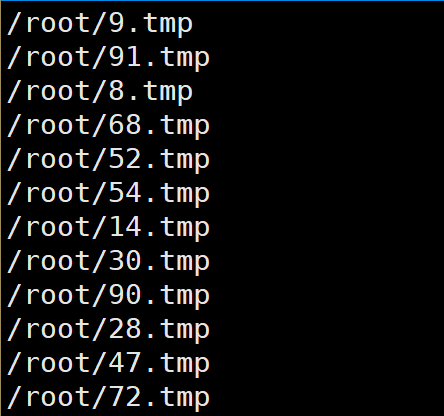 /root/9.tmp
/root/91.tmp
/root/8.tmp
/root/68.tmp
/root/52.tmp
/root/54.tmp
/root/14.tmp
/root/30.tmp
/root/90.tmp
/root/28.tmp
/root/47.tmp
/root/72.tmp